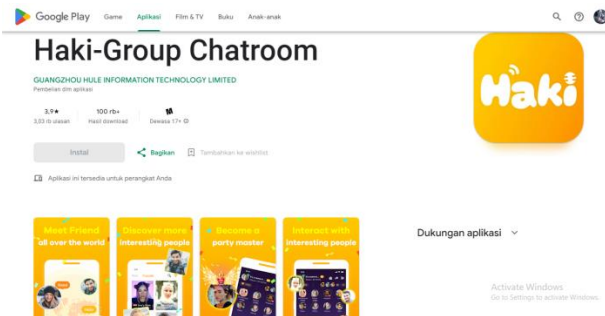 Google Play Game Aplikasi Film & TV Buku Anak-anak
Haki-Group Chatroom
GUANGZHOU HULE INFORMATION TECHNOLOGY LIMITED
Pembelian dlm aplikasi
3,9★ 100 rb+
3,53 rb ulasan Hasil download Dewasa 17+
Instal Bagikan Tambahkan ke wishlist
Aplikasi ini tersedia untuk perangkat Anda
Haki
Meet Friend
all over the world
Discover more
interesting people
Become a
party master
Interact with
interesting people
Dukungan aplikasi
Activate Windows
Go to Settings to activate Windows.